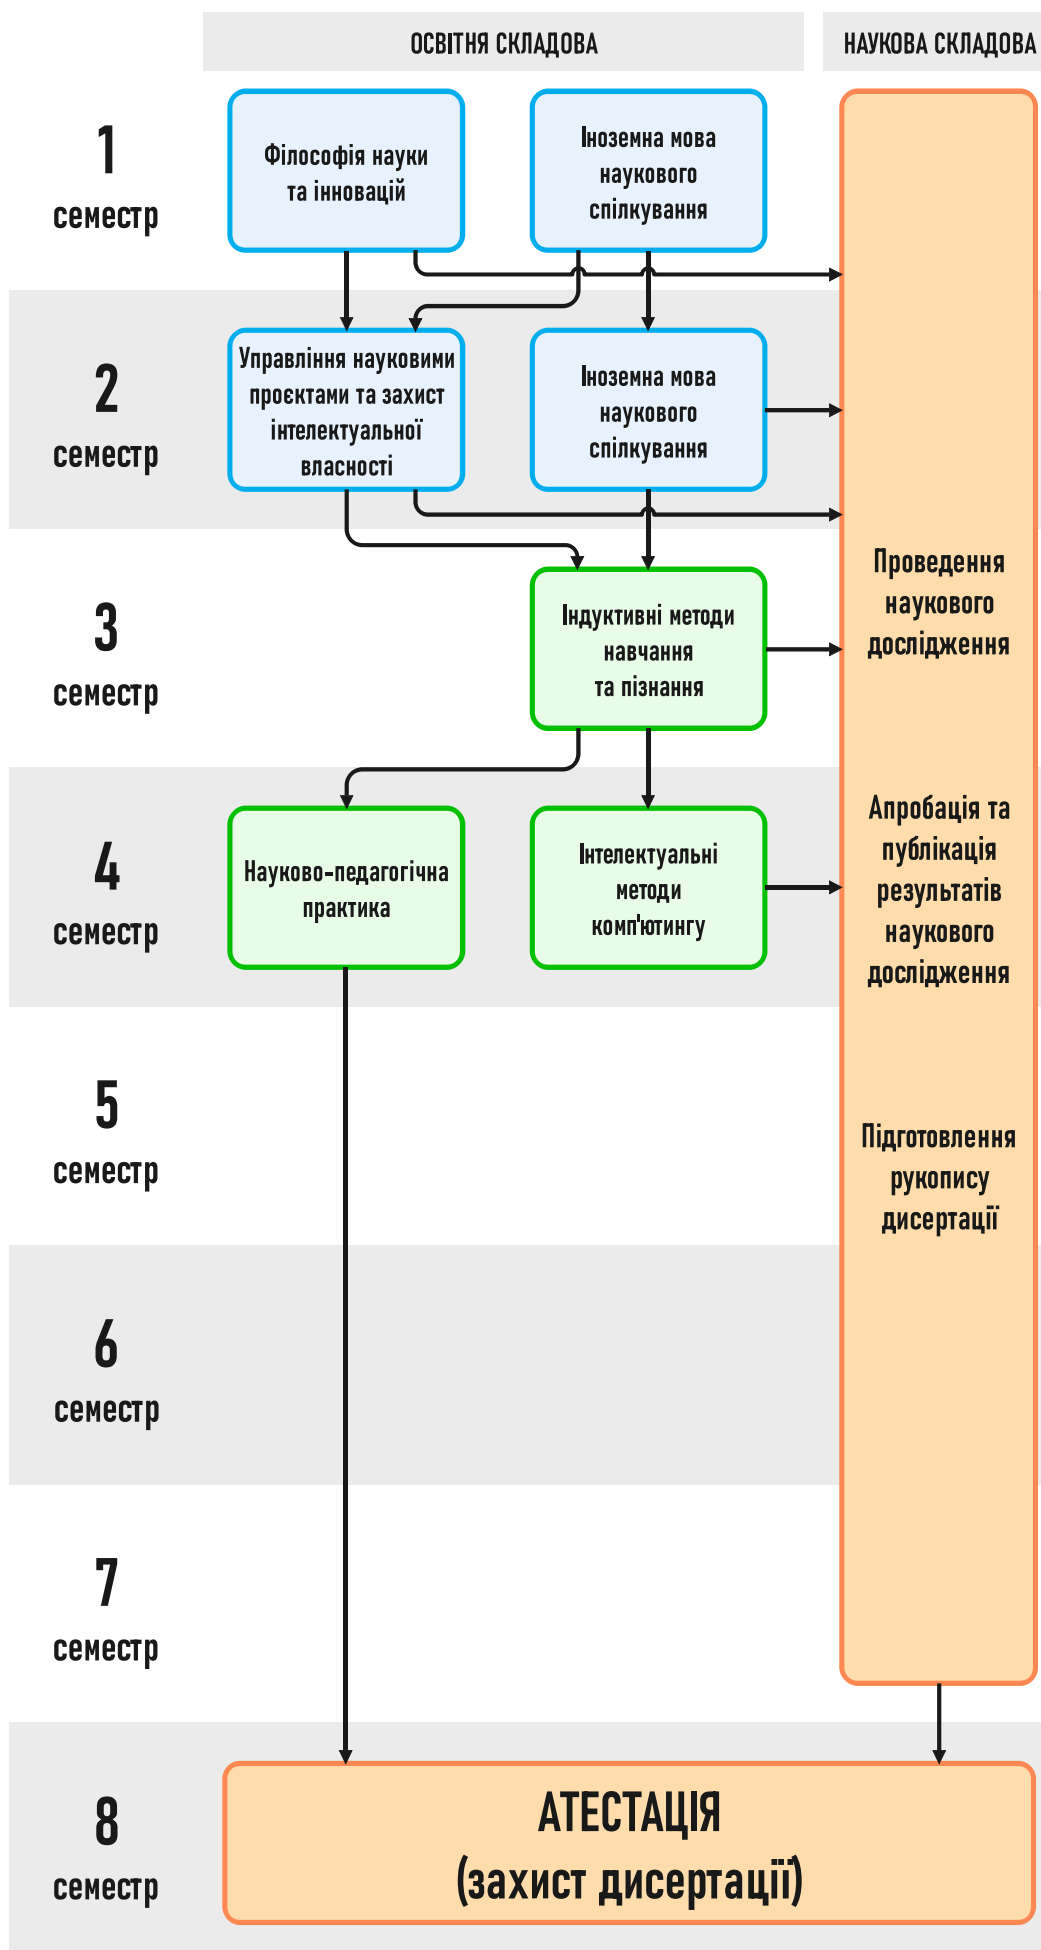 ОСВІТНЯ СКЛАДОВА
НАУКОВА СКЛАДОВА
1
семестр
Філософія науки
та інновацій
Іноземна мова
наукового
спілкування
2
семестр
Управління науковими
проєктами та захист
інтелектуальної
власності
Іноземна мова
наукового
спілкування
3
семестр
Індуктивні методи
навчання
та пізнання
Проведення
наукового
дослідження
4
семестр
Науково-педагогічна
практика
Інтелектуальні
методи
комп'ютингу
Апробація та
публікація
результатів
наукового
дослідження
5
семестр
Підготовлення
рукопису
дисертації
6
семестр
7
семестр
8
семестр
АТЕСТАЦІЯ
(захист дисертації)